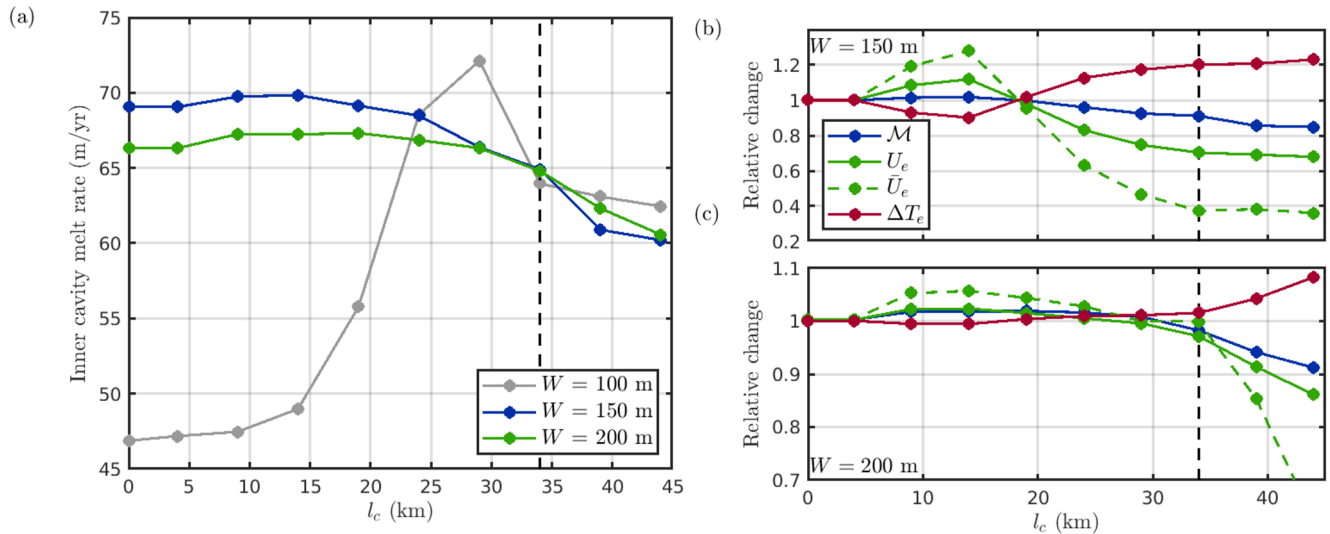 (a)
75
70
65
60
55
50
45
Inner cavity melt rate (m/yr)
0 5 10 15 20 25 30 35 40 45
l_c (km)
W = 100 m
W = 150 m
W = 200 m
(b)
W = 150 m
1.2
1
0.8
0.6
0.4
0.2
Relative change
ℳ
U_e
Ū_e
ΔT_e
(c)
1.1
1
0.9
0.8
0.7
Relative change
W = 200 m
0 10 20 30 40
l_c (km)